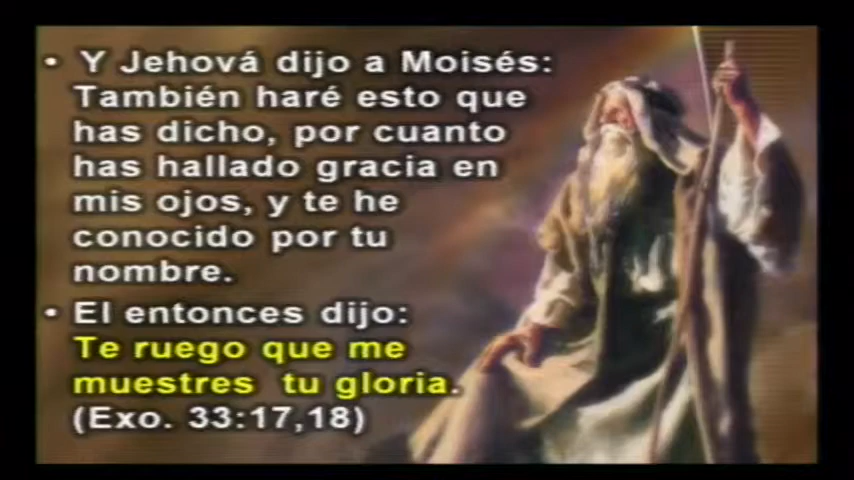 • Y Jehová dijo a Moisés:
También haré esto que
has dicho, por cuanto
has hallado gracia en
mis ojos, y te he
conocido por tu
nombre.
• El entonces dijo:
Te ruego que me
muestres tu gloria.
(Exo. 33:17,18)